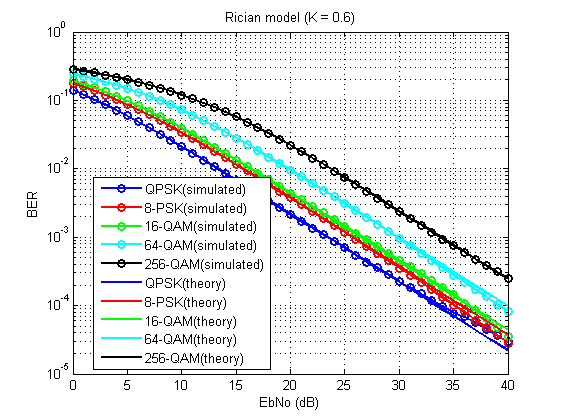 Rician model (K = 0.6)
10^0
10^-1
10^-2
10^-3
10^-4
10^-5
BER
QPSK(simulated)
8-PSK(simulated)
16-QAM(simulated)
64-QAM(simulated)
256-QAM(simulated)
QPSK(theory)
8-PSK(theory)
16-QAM(theory)
64-QAM(theory)
256-QAM(theory)
0 5 10 15 20 25 30 35 40
EbNo (dB)